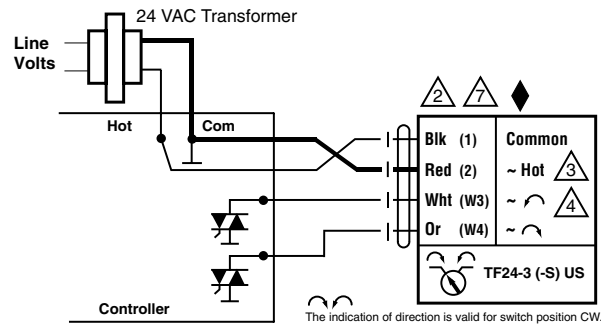 24 VAC Transformer
Line
Volts
2 7
Hot Com
Blk (1) Common
Red (2) ~ Hot 3
Wht (W3) ~ 4
Or (W4) ~
TF24-3 (-S) US
Controller
The indication of direction is valid for switch position CW.